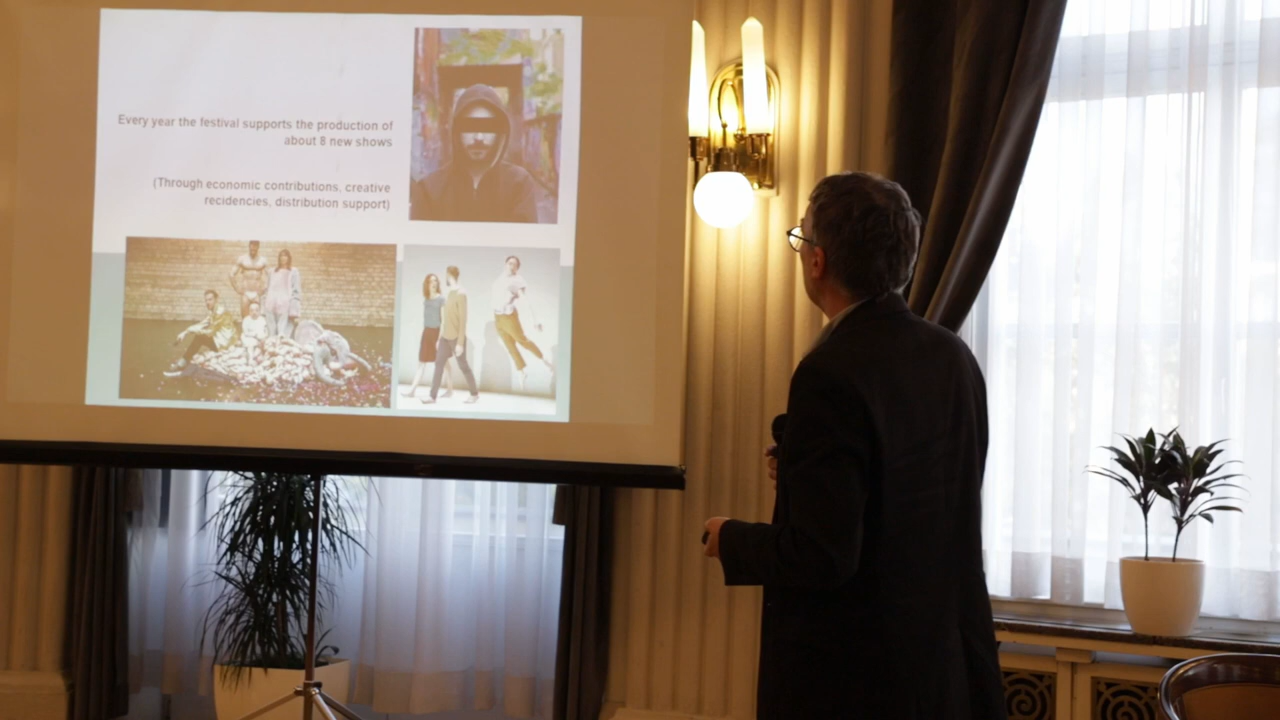 Every year the festival supports the production of
about 8 new shows
(Through economic contributions, creative
recidencies, distribution support)